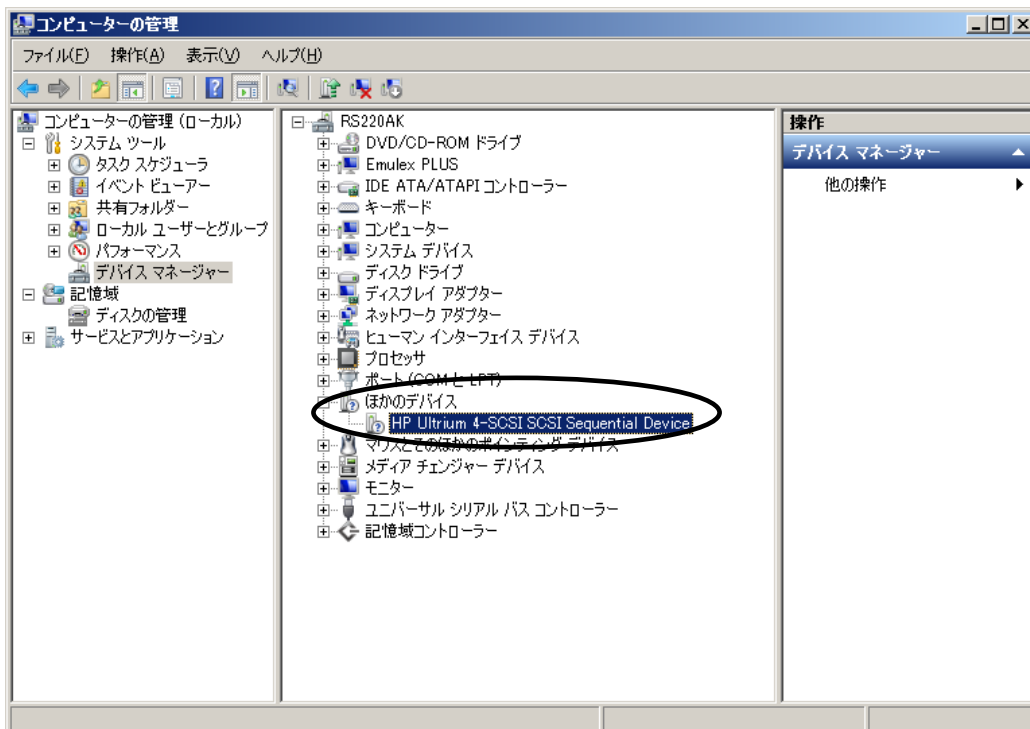 コンピューターの管理
ファイル(F) 操作(A) 表示(V) ヘルプ(H)
コンピューターの管理 (ローカル)
システム ツール
タスク スケジューラ
イベント ビューアー
共有フォルダー
ローカル ユーザーとグループ
パフォーマンス
デバイス マネージャー
記憶域
ディスクの管理
サービスとアプリケーション
RS220AK
DVD/CD-ROM ドライブ
Emulex PLUS
IDE ATA/ATAPI コントローラー
キーボード
コンピューター
システム デバイス
ディスク ドライブ
ディスプレイ アダプター
ネットワーク アダプター
ヒューマン インターフェイス デバイス
プロセッサ
ポート (COM と LPT)
ほかのデバイス
HP Ultrium 4-SCSI SCSI Sequential Device
マウスとそのほかのポインティング デバイス
メディア チェンジャー デバイス
モニター
ユニバーサル シリアル バス コントローラー
記憶域コントローラー
操作
デバイス マネージャー
他の操作